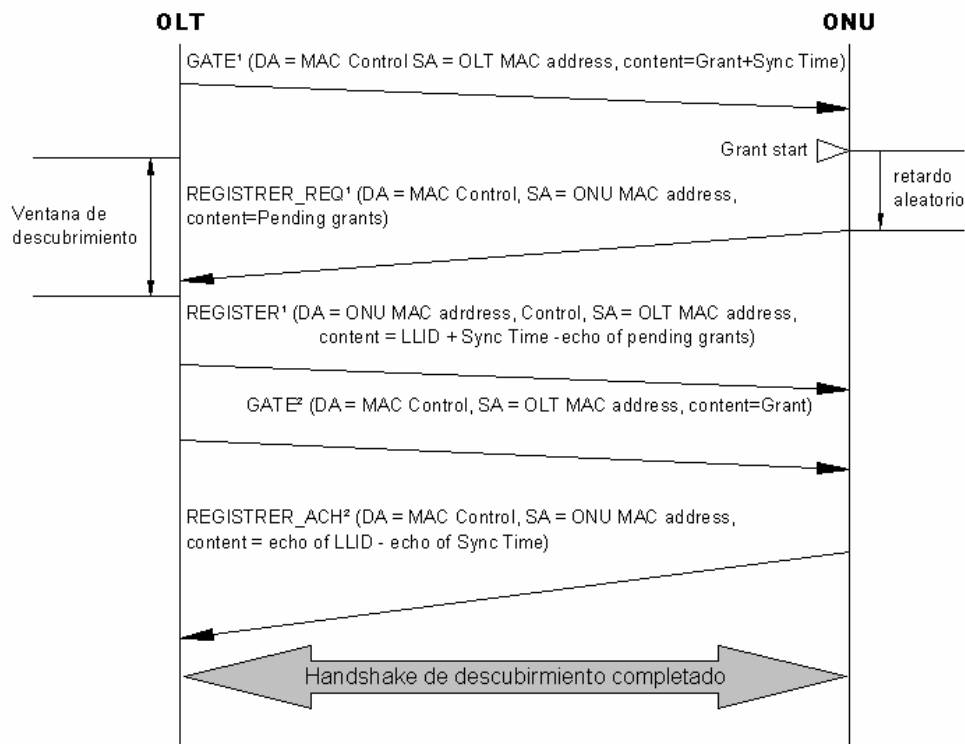 OLT
ONU
GATE¹ (DA = MAC Control SA = OLT MAC address, content=Grant+Sync Time)
Grant start
retardo
aleatorio
REGISTRER_REQ¹ (DA = MAC Control, SA = ONU MAC address,
content=Pending grants)
Ventana de
descubrimiento
REGISTER¹ (DA = ONU MAC adrdress, Control, SA = OLT MAC address,
content = LLID + Sync Time -echo of pending grants)
GATE² (DA = MAC Control, SA = OLT MAC address, content=Grant)
REGISTRER_ACH² (DA = MAC Control, SA = ONU MAC address,
content = echo of LLID - echo of Sync Time)
Handshake de descubirmiento completado